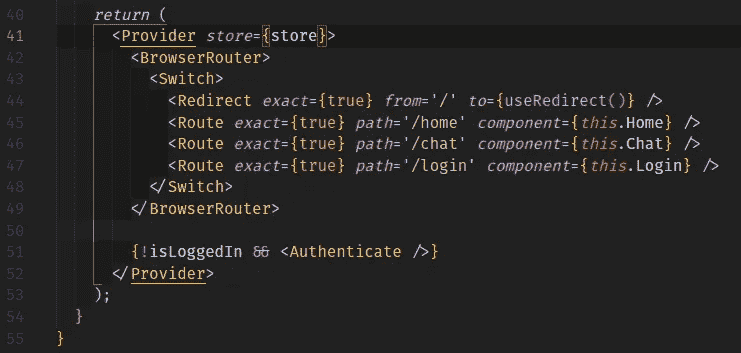 40 return (
41 <Provider store={store}>
42 <BrowserRouter>
43 <Switch>
44 <Redirect exact={true} from='/' to={useRedirect()} />
45 <Route exact={true} path='/home' component={this.Home} />
46 <Route exact={true} path='/chat' component={this.Chat} />
47 <Route exact={true} path='/login' component={this.Login} />
48 </Switch>
49 </BrowserRouter>
50
51 {!isLoggedIn && <Authenticate />}
52 </Provider>
53 );
54 }
55 }